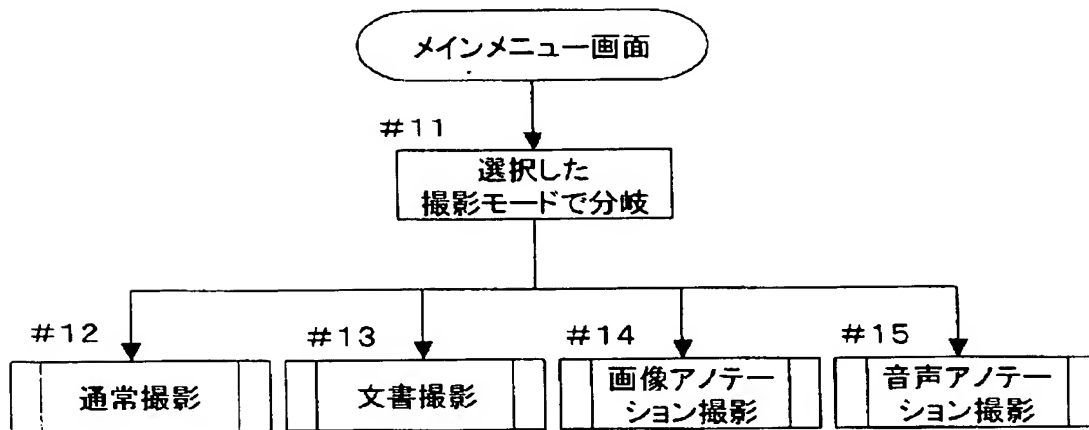 メインメニュー画面
#11
選択した
撮影モードで分岐
#12
通常撮影
#13
文書撮影
#14
画像アノテー
ション撮影
#15
音声アノテー
ション撮影